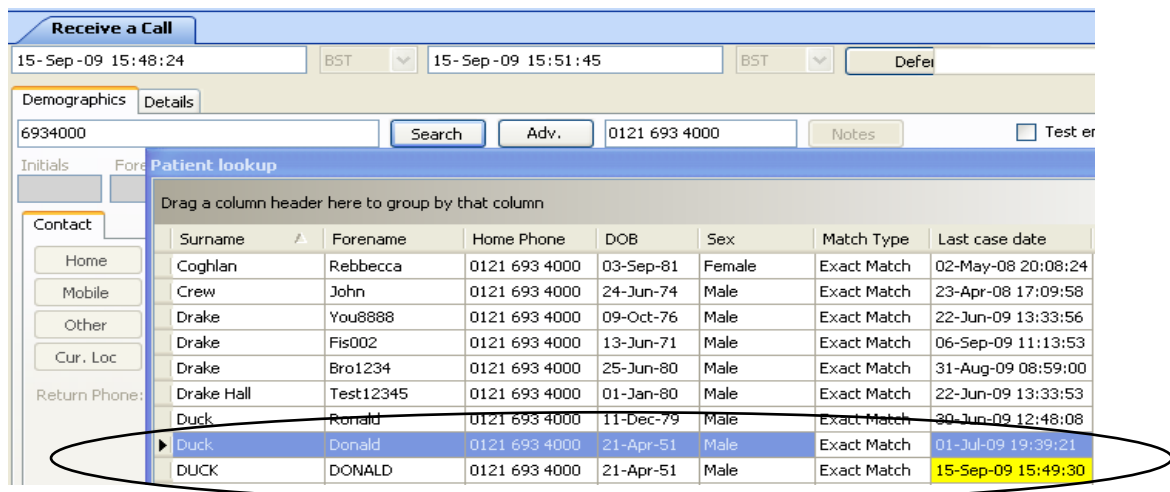 Receive a Call
15-Sep-09 15:48:24 BST 15-Sep-09 15:51:45 BST Defer
Demographics Details
6934000 Search Adv. 0121 693 4000 Notes Test er
Initials Fore
Patient lookup
Drag a column header here to group by that column
Contact
Surname Forename Home Phone DOB Sex Match Type Last case date
Home
Coghlan Rebbecca 0121 693 4000 03-Sep-81 Female Exact Match 02-May-08 20:08:24
Mobile
Crew John 0121 693 4000 24-Jun-74 Male Exact Match 23-Apr-08 17:09:58
Drake You8888 0121 693 4000 09-Oct-76 Male Exact Match 22-Jun-09 13:33:56
Other
Drake Fis002 0121 693 4000 13-Jun-71 Male Exact Match 06-Sep-09 11:13:53
Cur. Loc
Drake Bro1234 0121 693 4000 25-Jun-80 Male Exact Match 31-Aug-09 08:59:00
Return Phone:
Drake Hall Test12345 0121 693 4000 01-Jan-80 Male Exact Match 22-Jun-09 13:33:53
Duck Ronald 0121 693 4000 11-Dec-79 Male Exact Match 30-Jun-09 12:48:08
Duck Donald 0121 693 4000 21-Apr-51 Male Exact Match 01-Jul-09 19:39:21
DUCK DONALD 0121 693 4000 21-Apr-51 Male Exact Match 15-Sep-09 15:49:30